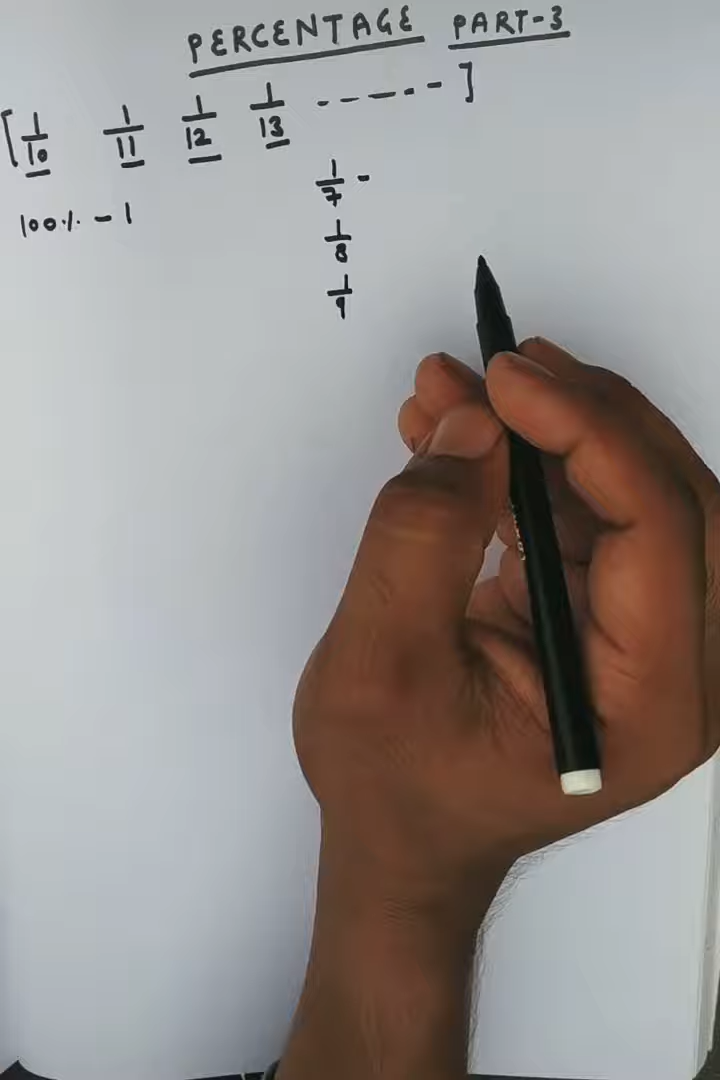 PERCENTAGE PART-3
[1/10 1/11 1/12 1/13 ------]
100% - 1
1/7 -
1/8
1/9